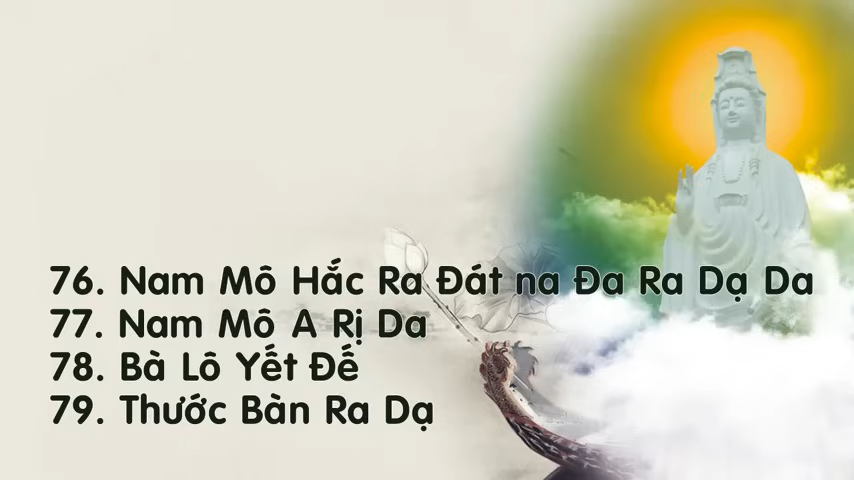 76. Nam Mô Hắc Ra Đát na Đa Ra Dạ Da
77. Nam Mô A Rị Da
78. Bà Lô Yết Đế
79. Thước Bàn Ra Dạ